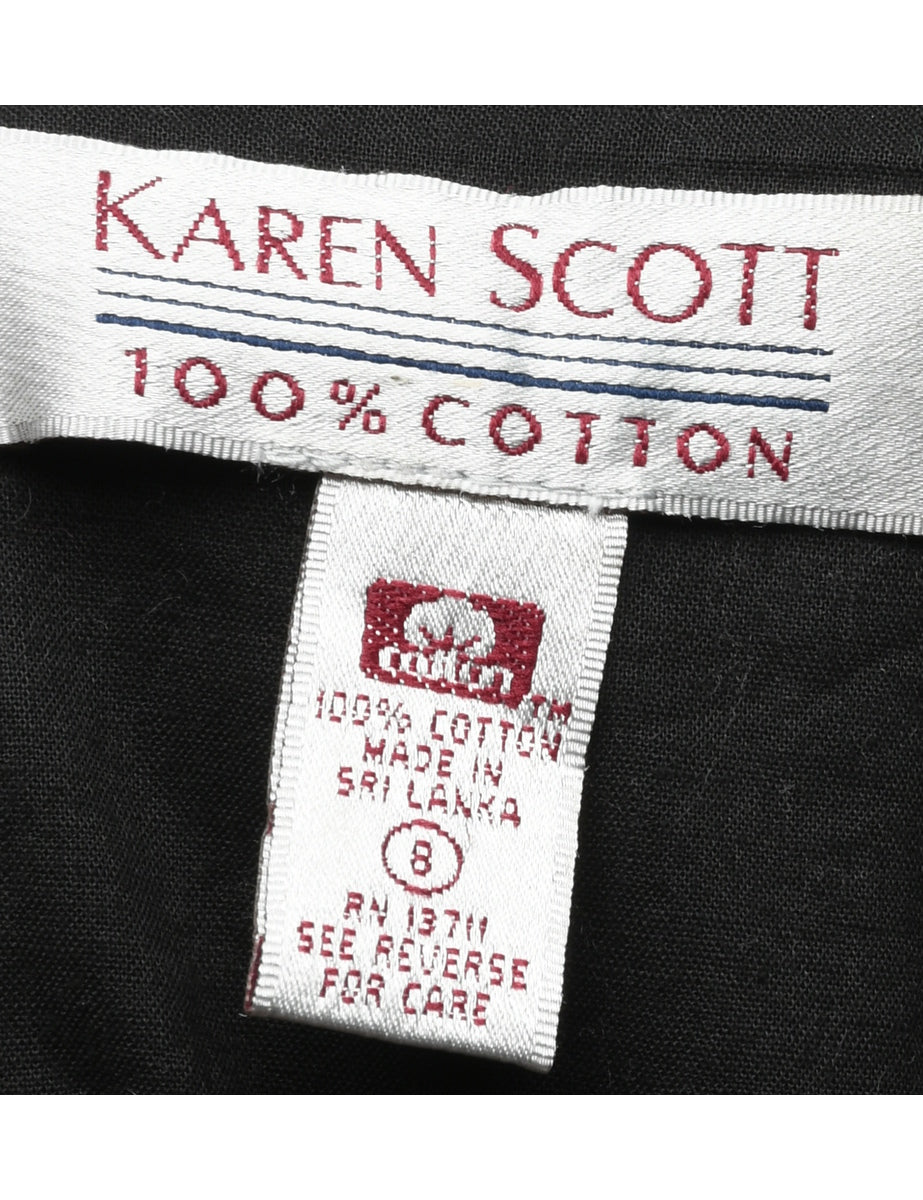 KAREN SCOTT
100% COTTON
cotton
TM
100% COTTON
MADE IN
SRI LANKA
8
RN 13711
SEE REVERSE
FOR CARE